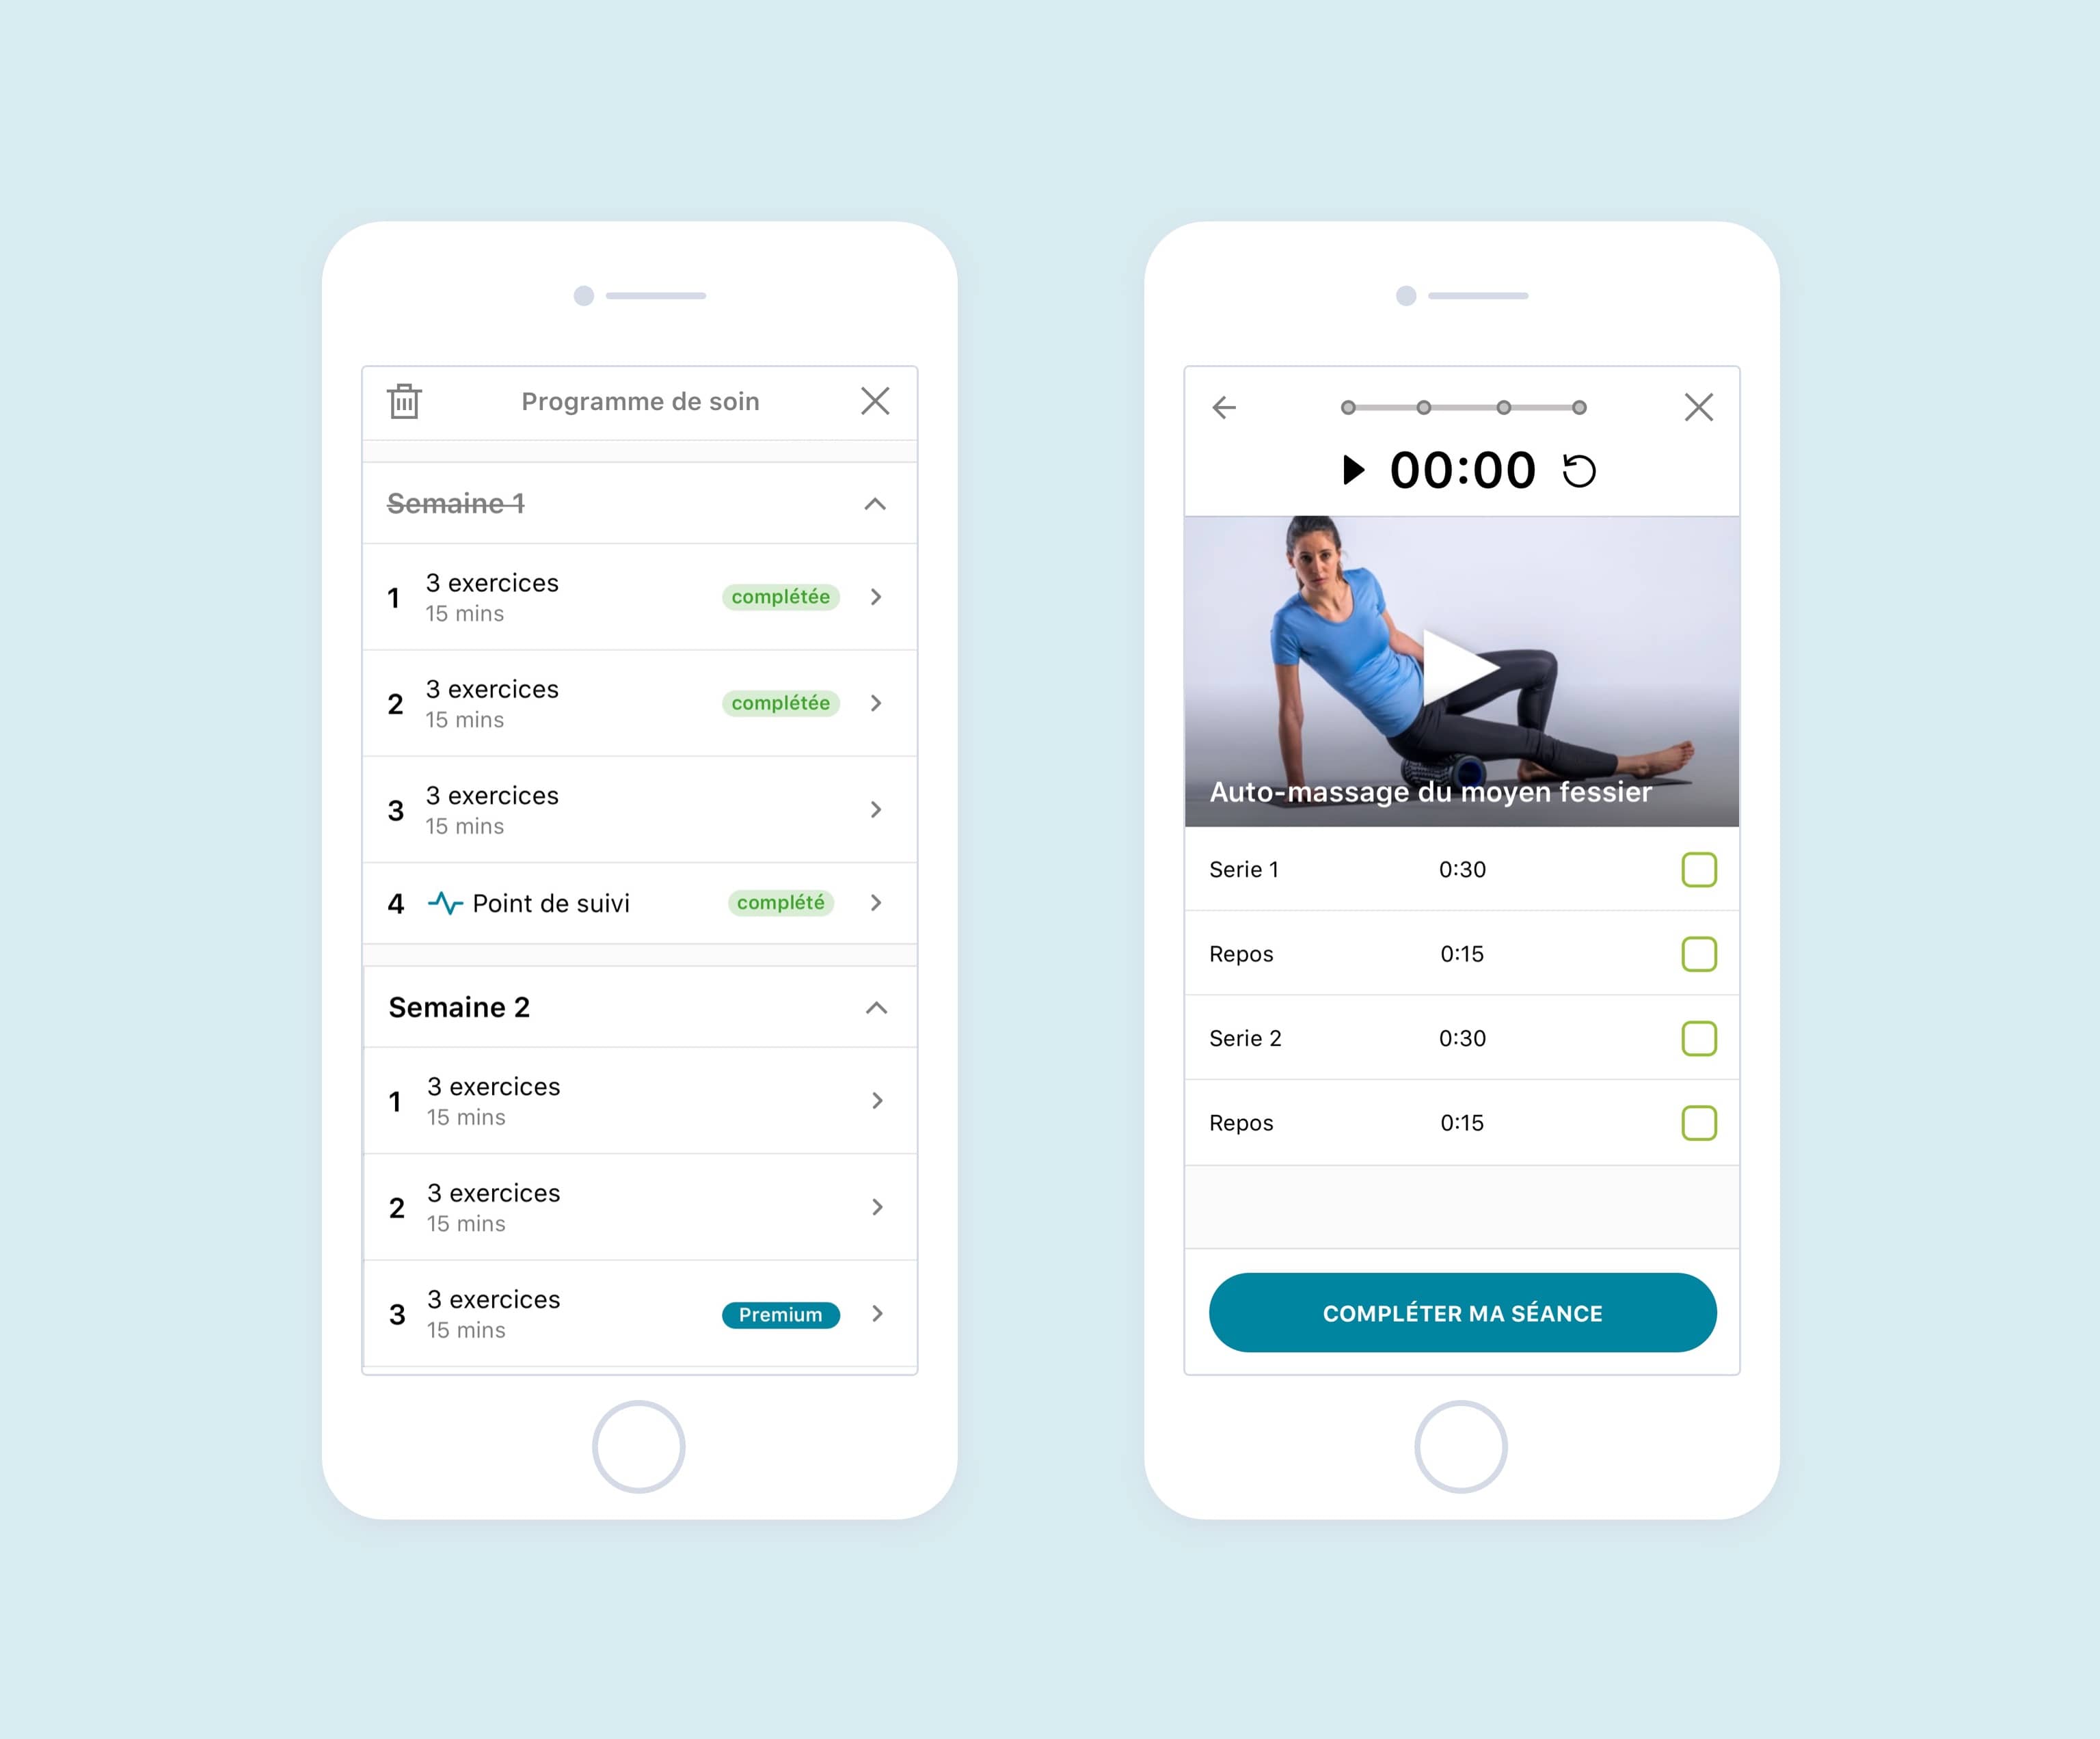 Programme de soin
Semaine 1
1
3 exercices
15 mins
complétée
2
3 exercices
15 mins
complétée
3
3 exercices
15 mins
4
Point de suivi
complété
Semaine 2
1
3 exercices
15 mins
2
3 exercices
15 mins
3
3 exercices
15 mins
Premium
00:00
Auto-massage du moyen fessier
Serie 1 0:30
Repos 0:15
Serie 2 0:30
Repos 0:15
COMPLÉTER MA SÉANCE